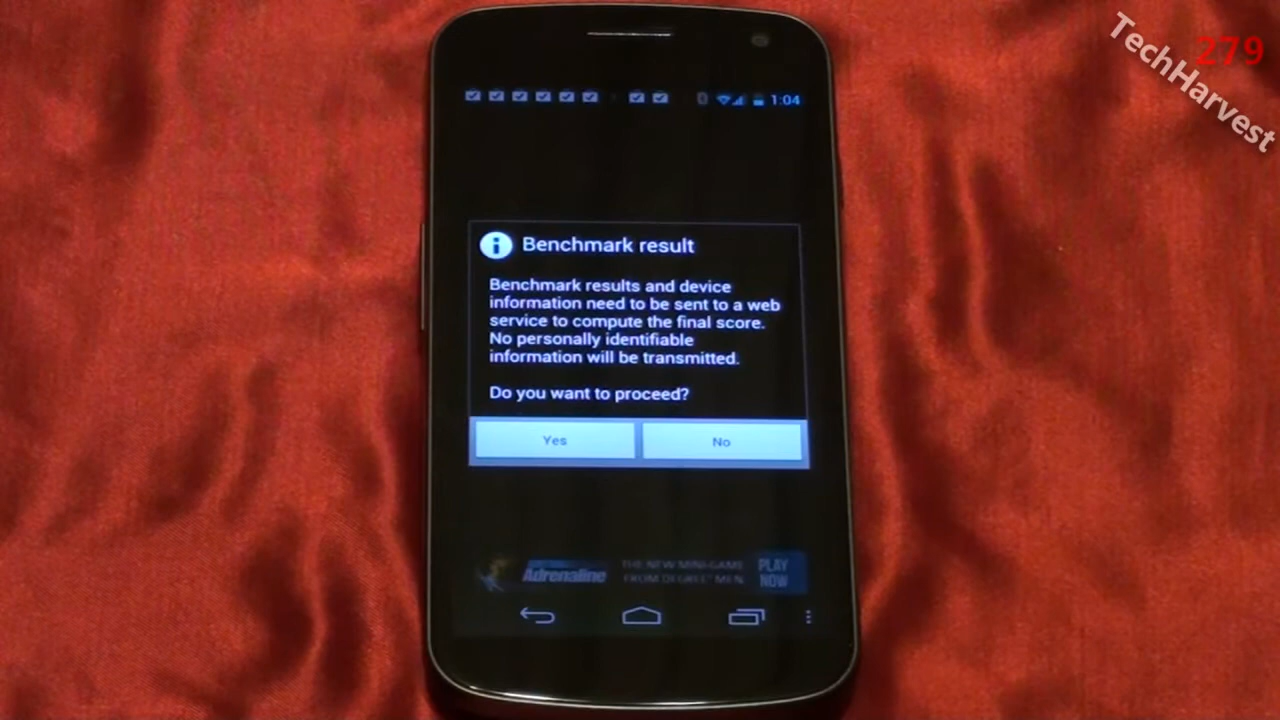 279
TechHarvest
1:04
Benchmark result
Benchmark results and device
information need to be sent to a web
service to compute the final score.
No personally identifiable
information will be transmitted.
Do you want to proceed?
Yes
No
Adrenaline
THE NEW MINI-GAME
FROM DEGREE MEN
PLAY
NOW